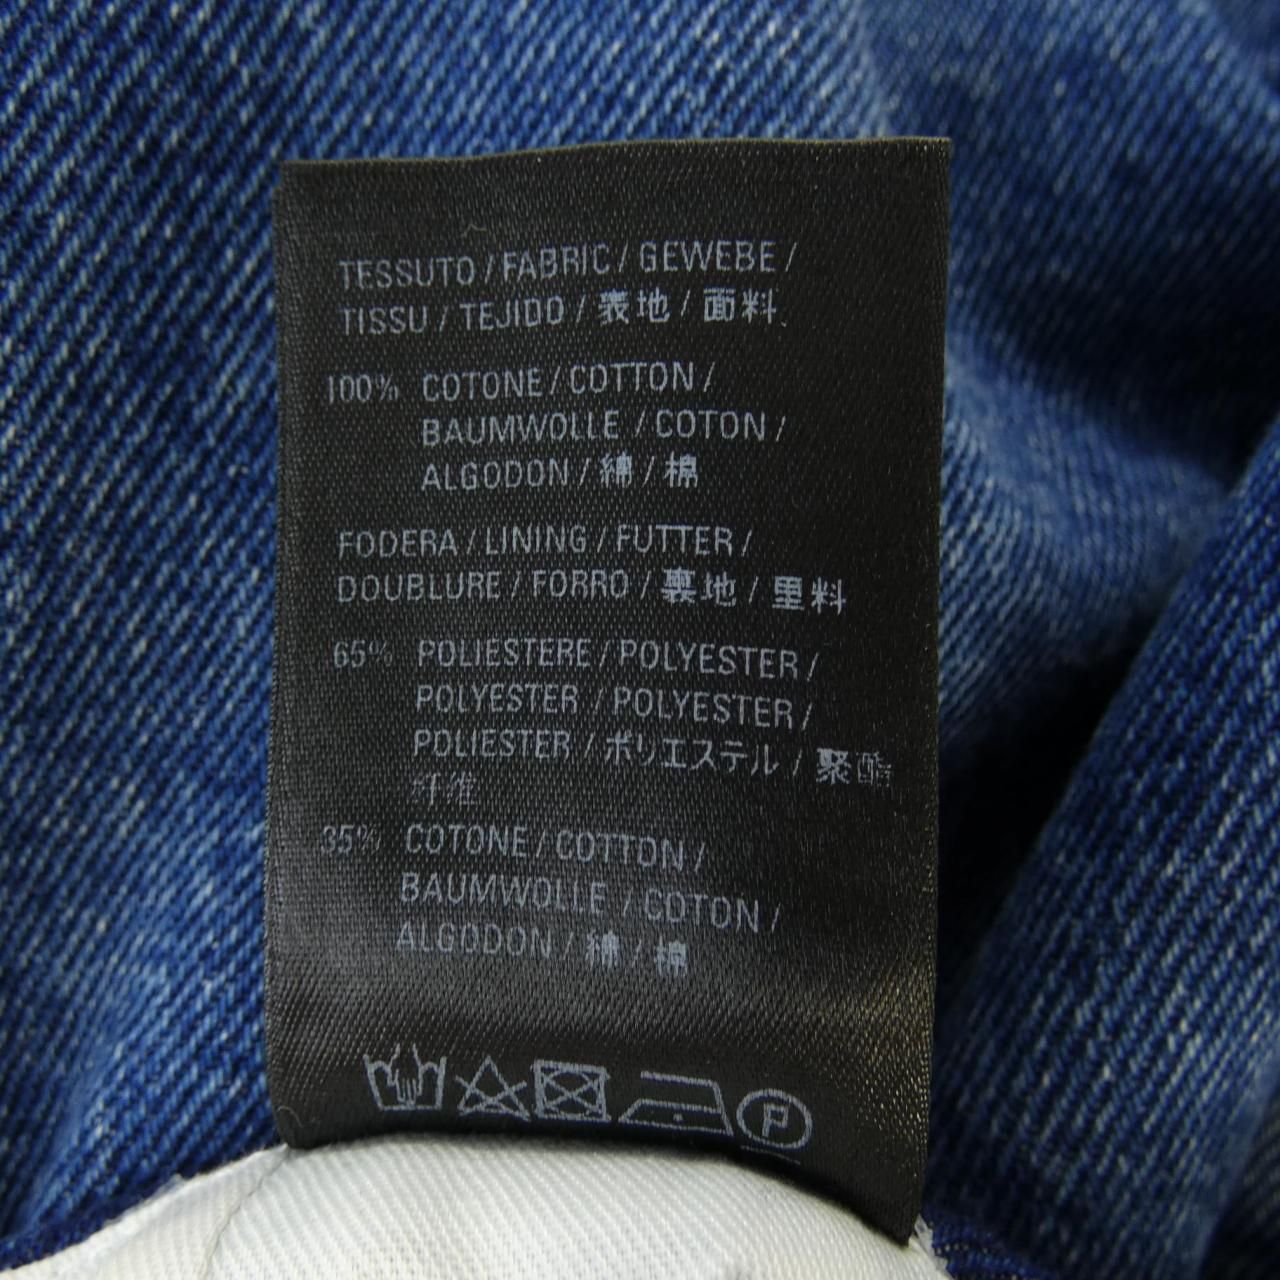 TESSUTO / FABRIC / GEWEBE /
TISSU / TEJIDO / 表地 / 面料
100% COTONE / COTTON /
BAUMWOLLE / COTON /
ALGODON / 綿 / 棉
FODERA / LINING / FUTTER /
DOUBLURE / FORRO / 裏地 / 里料
65% POLIESTERE / POLYESTER /
POLYESTER / POLYESTER /
POLIESTER / ポリエステル / 聚酯
纤维
35% COTONE / COTTON /
BAUMWOLLE / COTON /
ALGODON / 綿 / 棉
P